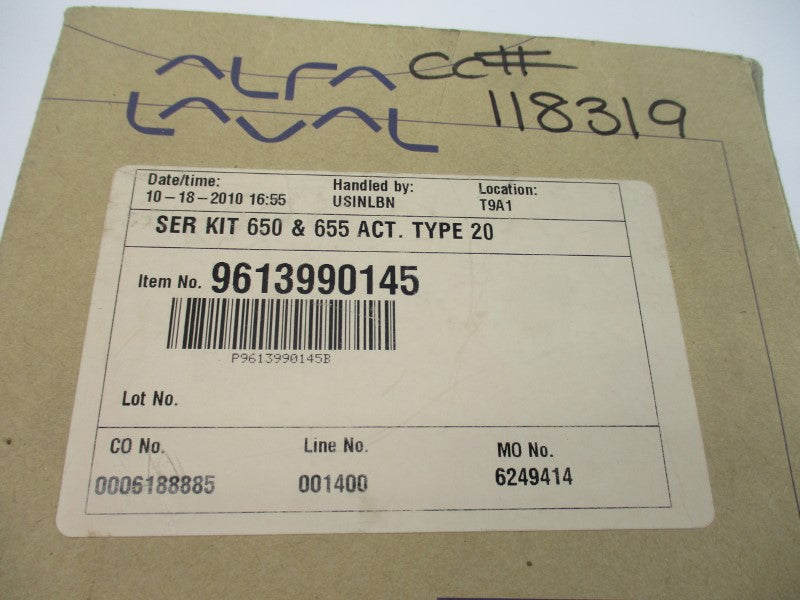 ALFA CC#
LAVAL 118319
Date/time: Handled by: Location:
10-18-2010 16:55 USINLBN T9A1
SER KIT 650 & 655 ACT. TYPE 20
Item No. 9613990145
P9613990145B
Lot No.
CO No. Line No. MO No.
0006188885 001400 6249414